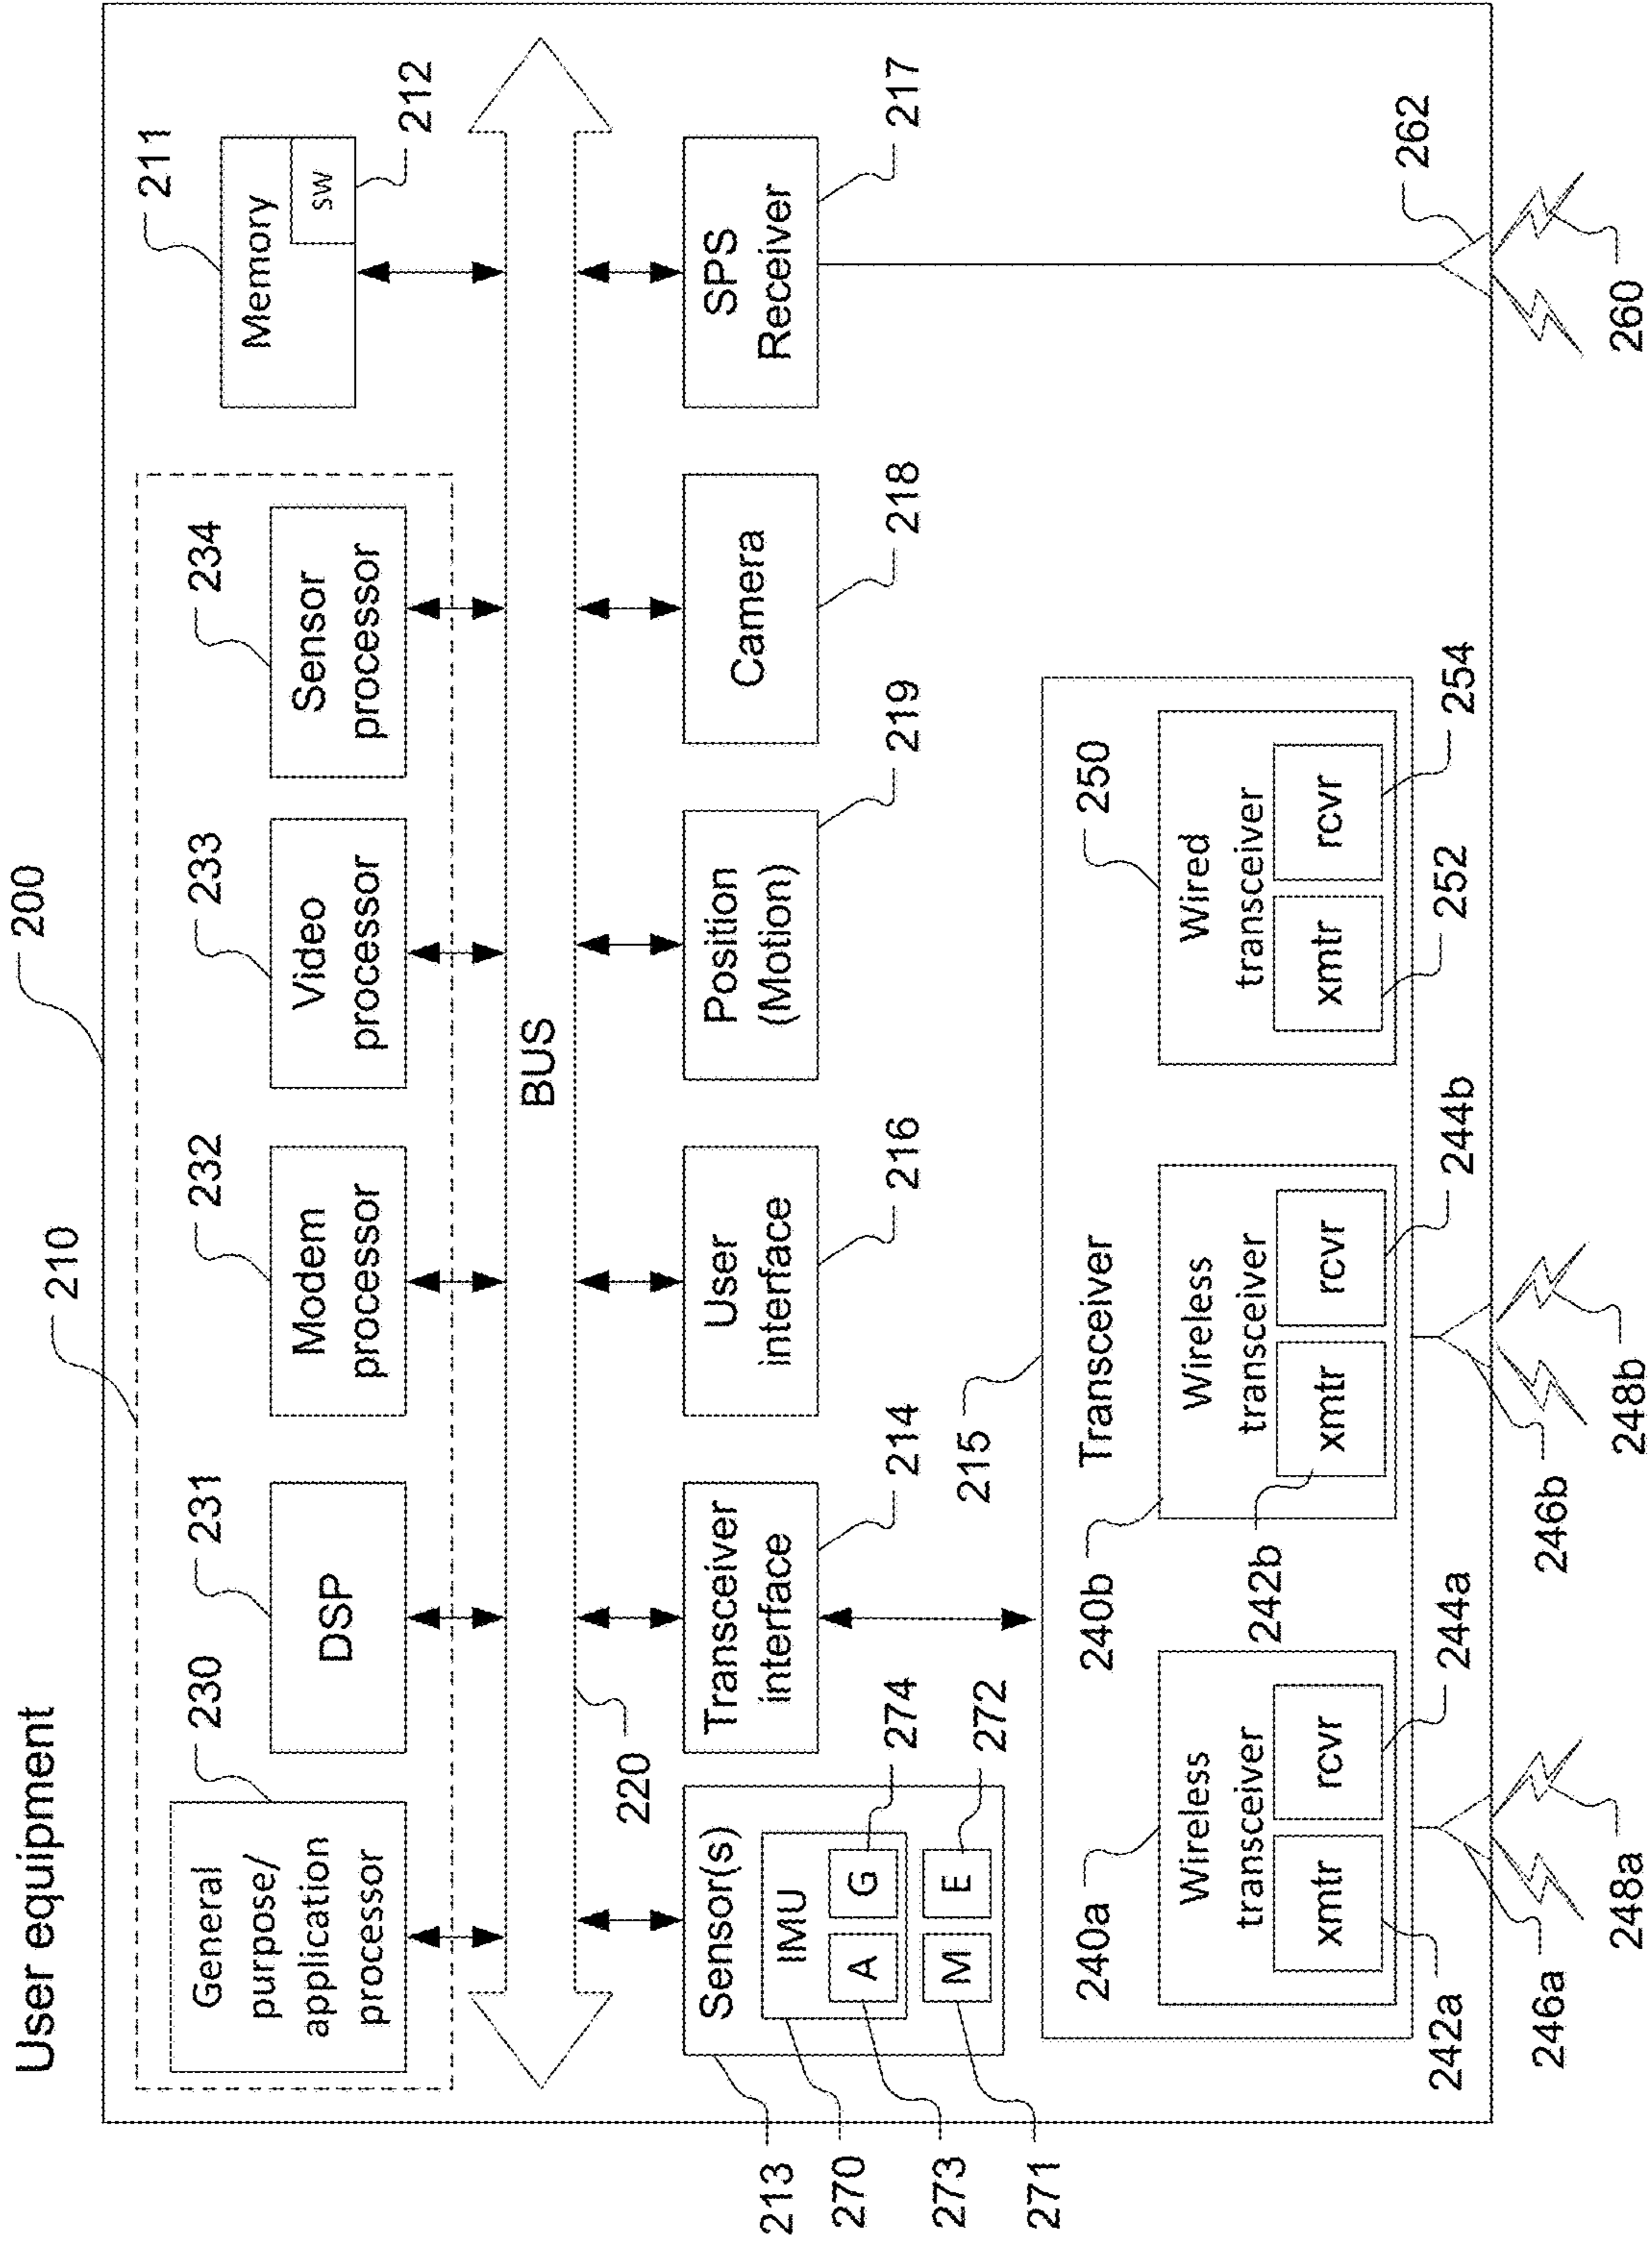 User equipment
200
210
230
231
232
233
234
211
General
purpose/
application
processor
DSP
Modem
processor
Video
processor
Sensor
processor
Memory
sw
212
BUS
220
213
Sensor(s)
IMU
A
G
M
E
270
273
271
274
272
Transceiver
interface
214
User
interface
216
Position
(Motion)
219
Camera
218
SPS
Receiver
217
215
Transceiver
240a
Wireless
transceiver
xmtr
rcvr
242a
244a
240b
Wireless
transceiver
xmtr
rcvr
242b
244b
250
Wired
transceiver
xmtr
rcvr
252
254
246a
248a
246b
248b
262
260